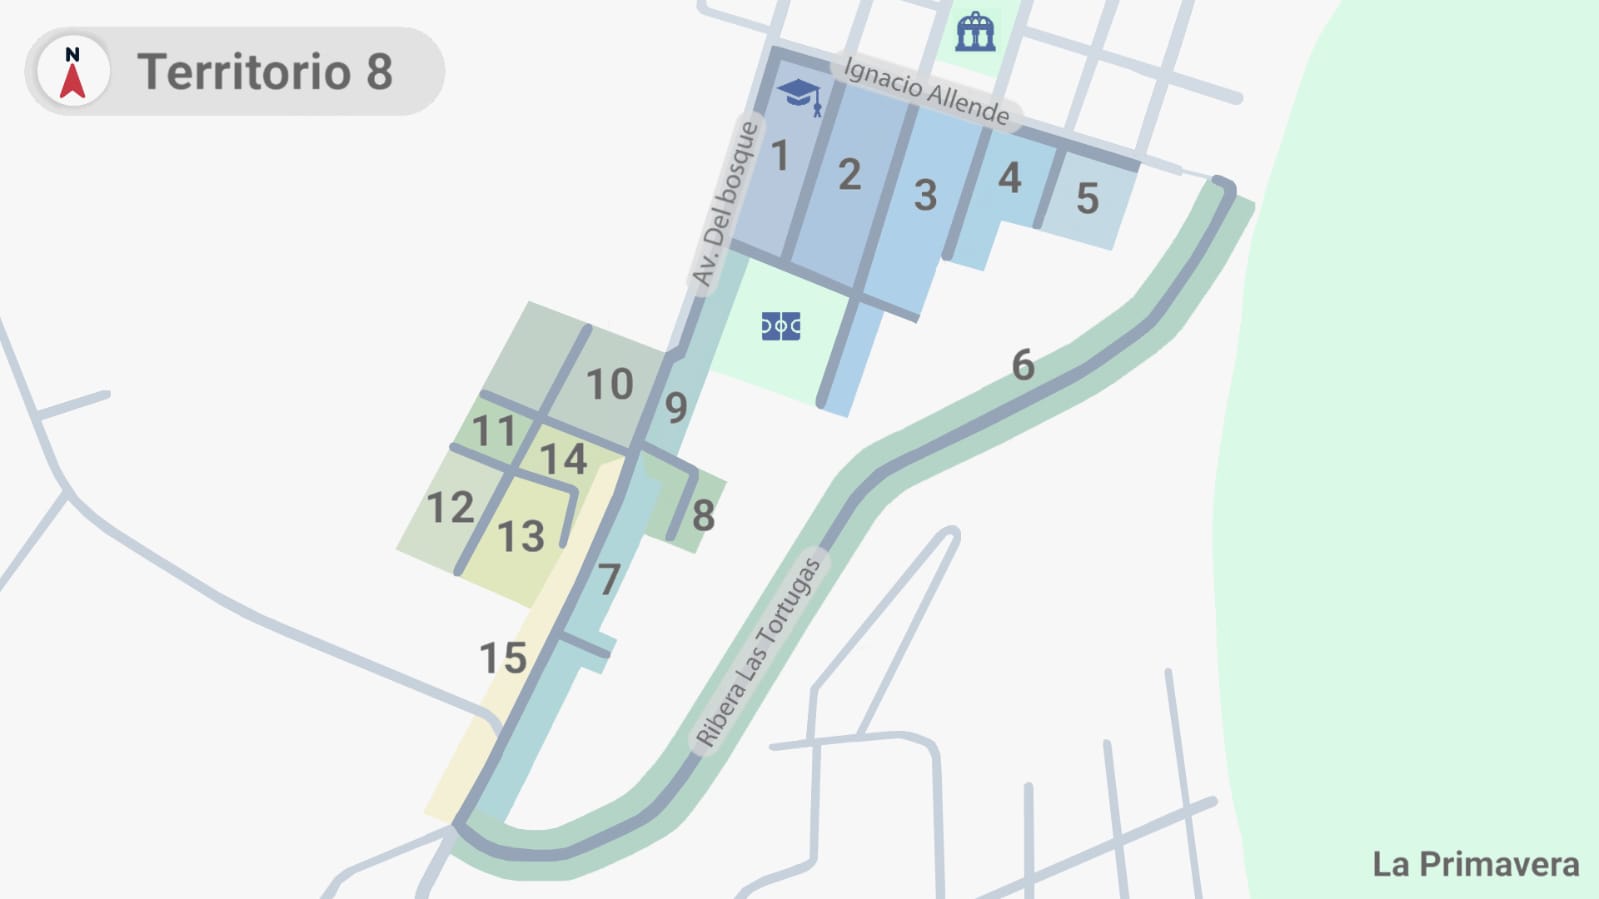 N
Territorio 8
Ignacio Allende
Av. Del bosque
1
2
3
4
5
6
10
9
11
14
12
13
8
7
15
Ribera Las Tortugas
La Primavera